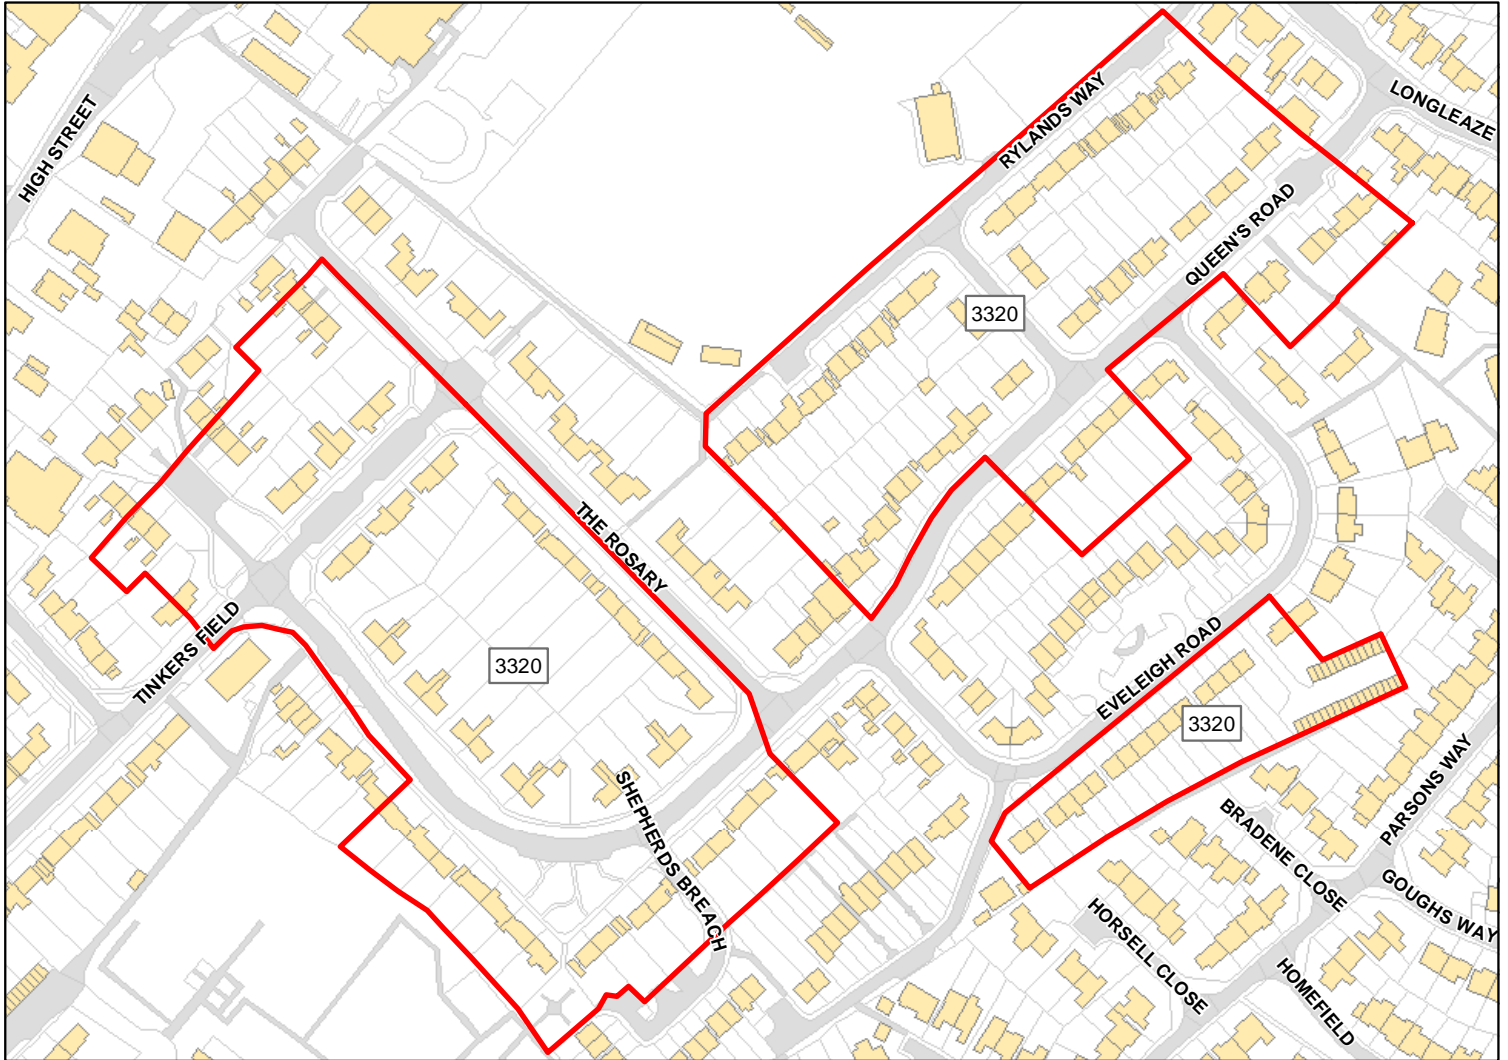 HIGH STREET
RYLANDS WAY
LONGLEAZE
QUEEN'S ROAD
3320
THE ROSARY
TINKERS FIELD
3320
EVELEIGH ROAD
3320
SHEPHERDS BREACH
PARSONS WAY
BRADENE CLOSE
GOUGHS WAY
HORSELL CLOSE
HOMEFIELD